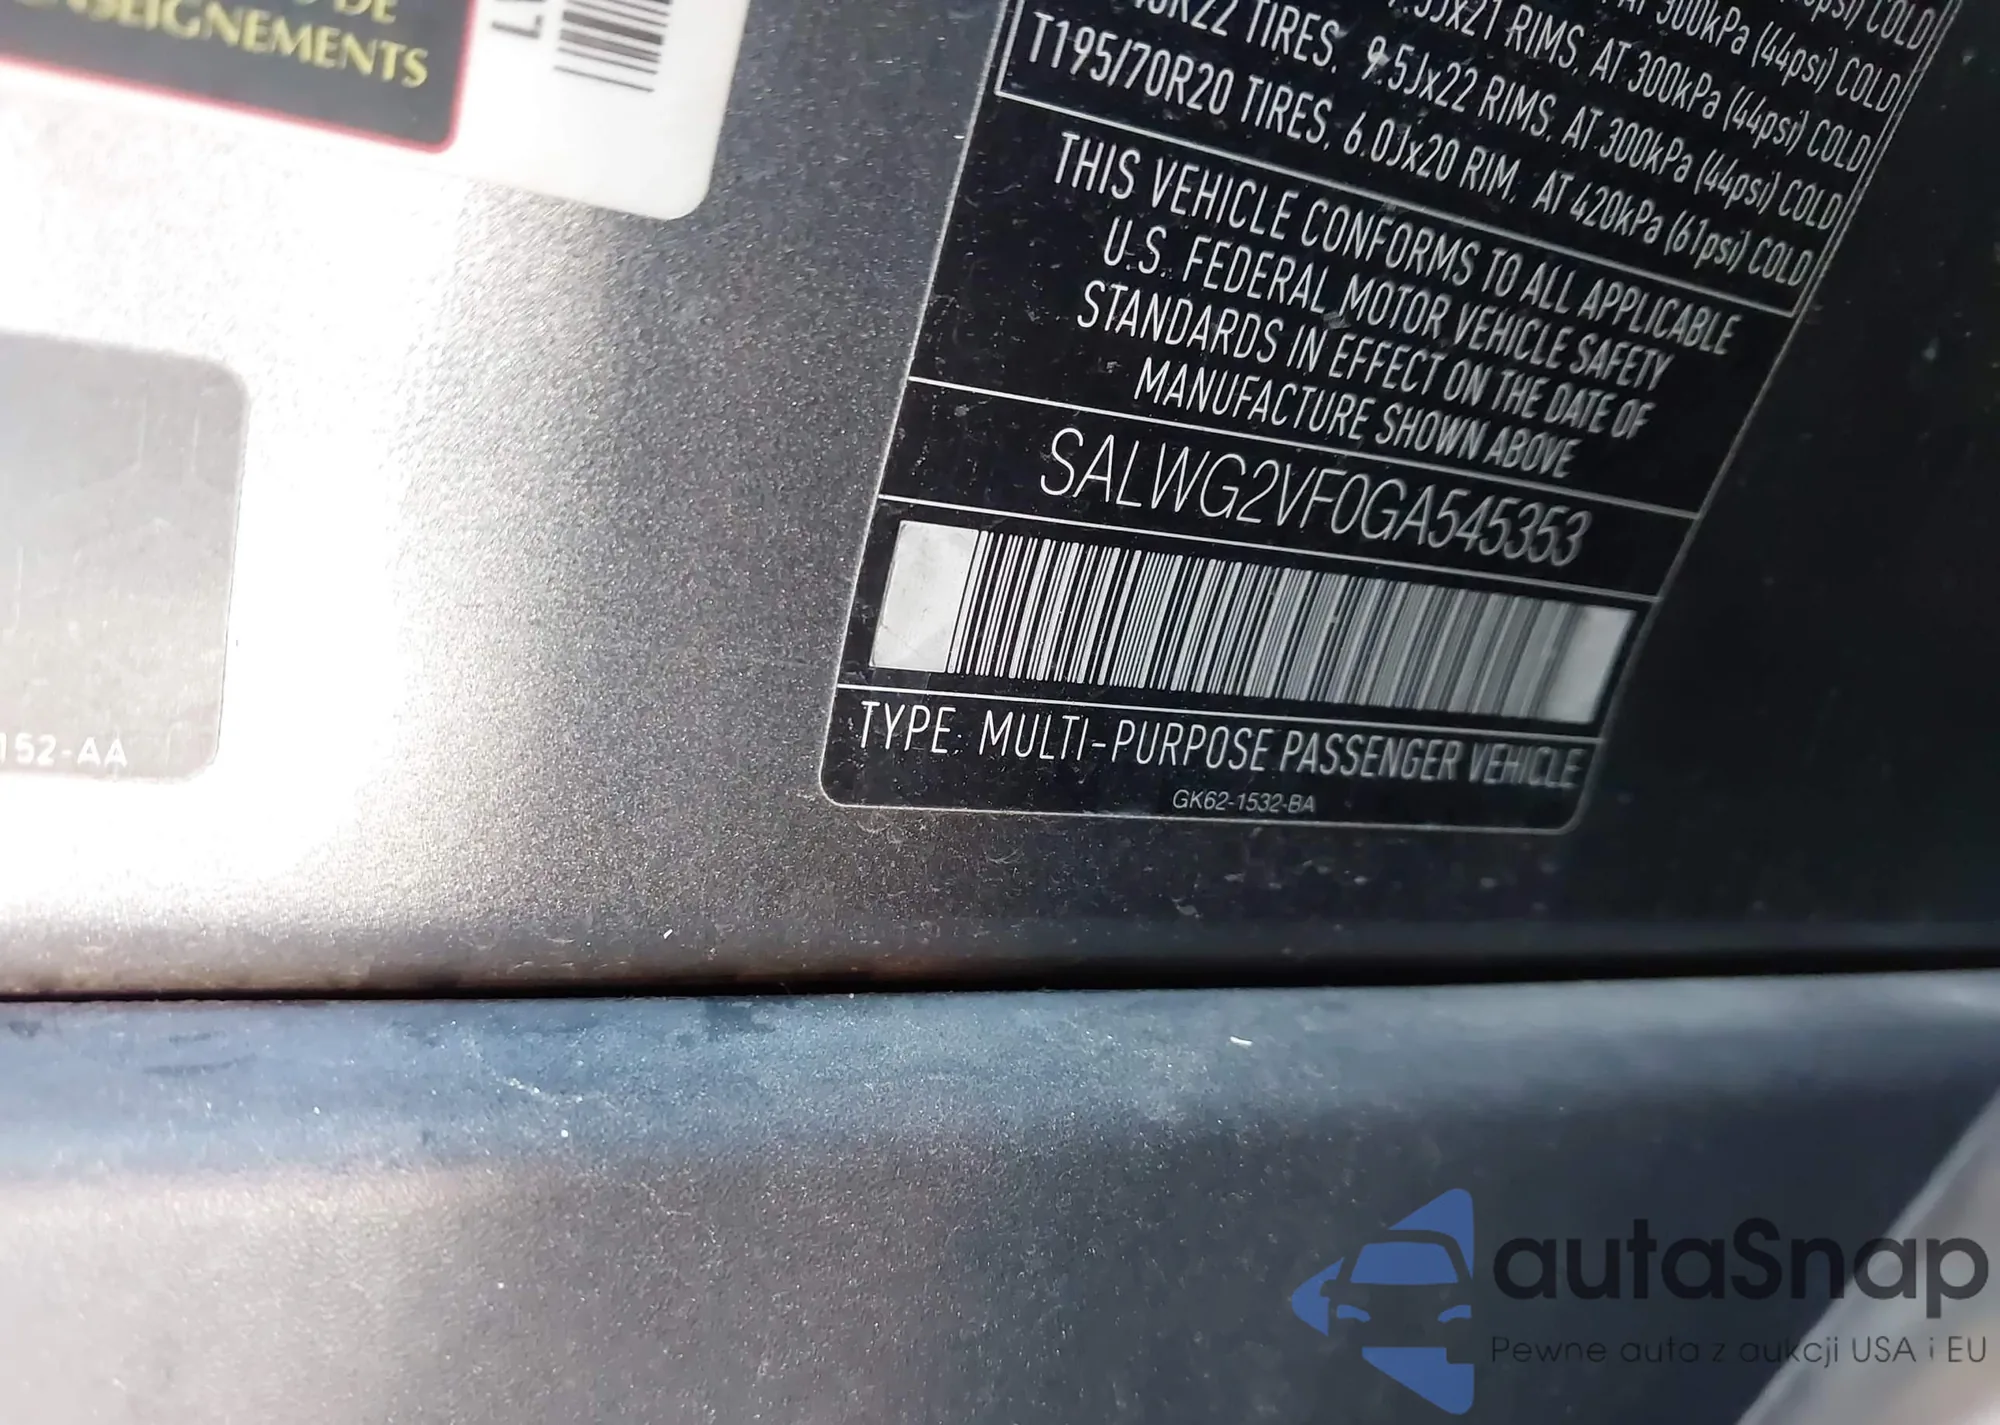 DE
SEIGNEMENTS
TIRES, 9.5Jx22 RIMS, AT 300kPa (44psi) COLD
T195/70R20 TIRES, 6.0Jx20 RIM, AT 420kPa (61psi) COLD
THIS VEHICLE CONFORMS TO ALL APPLICABLE
U.S. FEDERAL MOTOR VEHICLE SAFETY
STANDARDS IN EFFECT ON THE DATE OF
MANUFACTURE SHOWN ABOVE
SALWG2VF0GA545353
TYPE: MULTI-PURPOSE PASSENGER VEHICLE
GK62-1532-BA
152-AA
autaSnap
Pewne auta z aukcji USA i EU